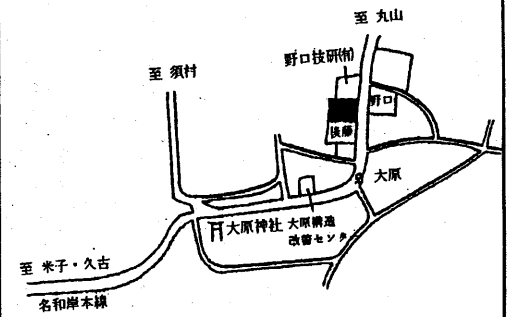 至 丸山
野口技研(有)
至 須村
野口
後藤
大原
大原神社
大原構造
改善センター
至 米子・久古
名和岸本線